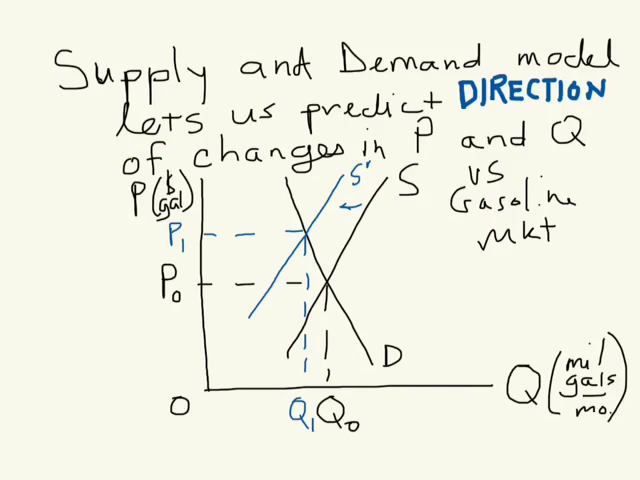 Supply and Demand model
lets us predict DIRECTION
of changes in P and Q
P ($/gal)
S'
S
US
Gasoline
Mkt
P1
P0
D
O
Q1
Q0
Q (mil gals/mo.)